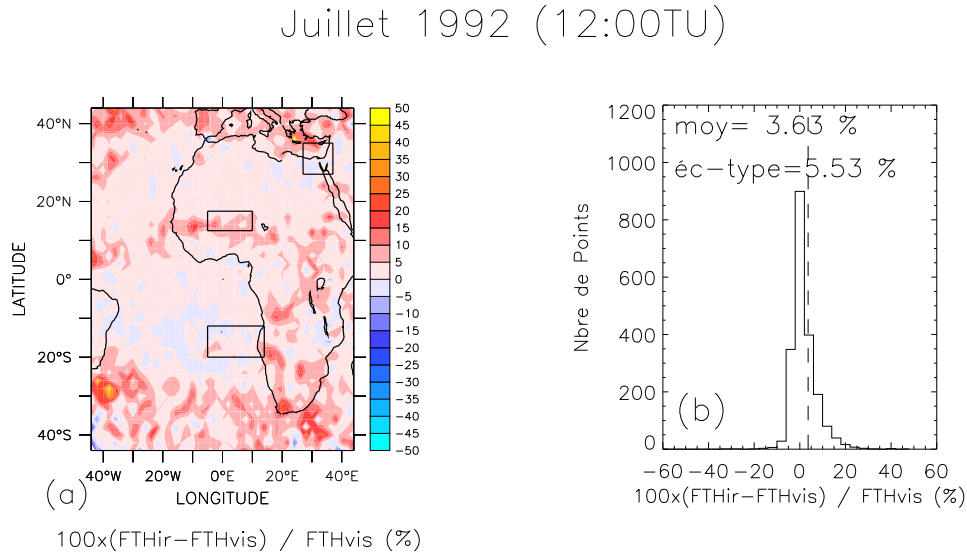 Juillet 1992 (12:00TU)
40°N
20°N
0°
20°S
40°S
LATITUDE
40°W
20°W
0°E
20°E
40°E
LONGITUDE
(a)
100x(FTHir−FTHvis) / FTHvis (%)
50
45
40
35
30
25
20
15
10
5
0
−5
−10
−15
−20
−25
−30
−35
−40
−45
−50
1200
1000
800
600
400
200
0
Nbre de Points
moy= 3.63 %
éc−type=5.53 %
(b)
−60
−40
−20
0
20
40
60
100x(FTHir−FTHvis) / FTHvis (%)